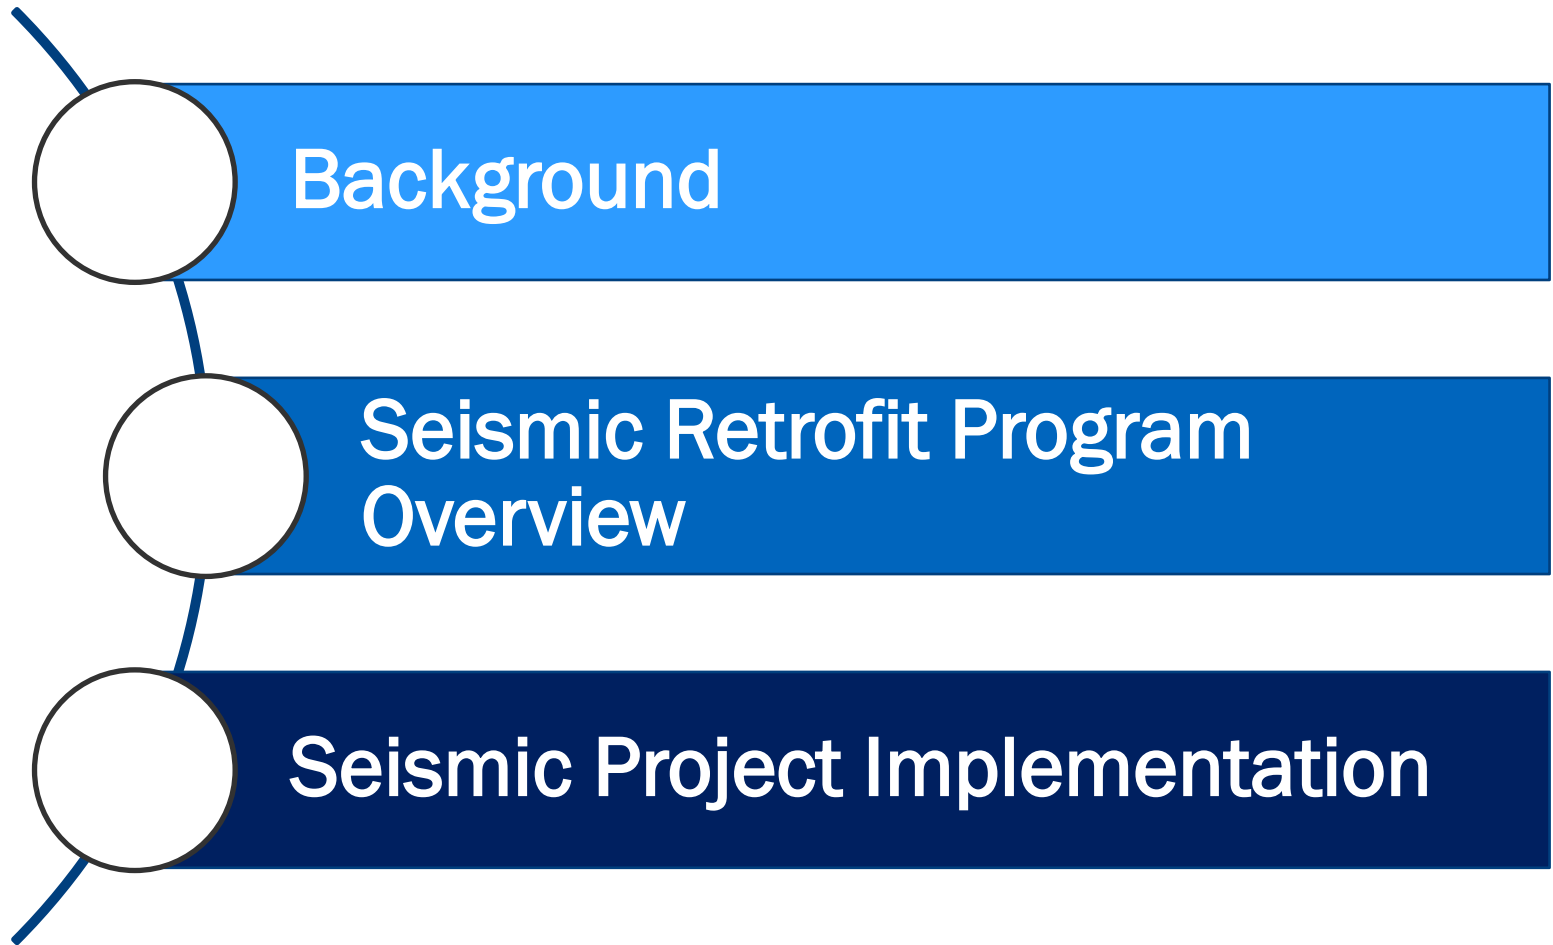 Background
Seismic Retrofit Program
Overview
Seismic Project Implementation